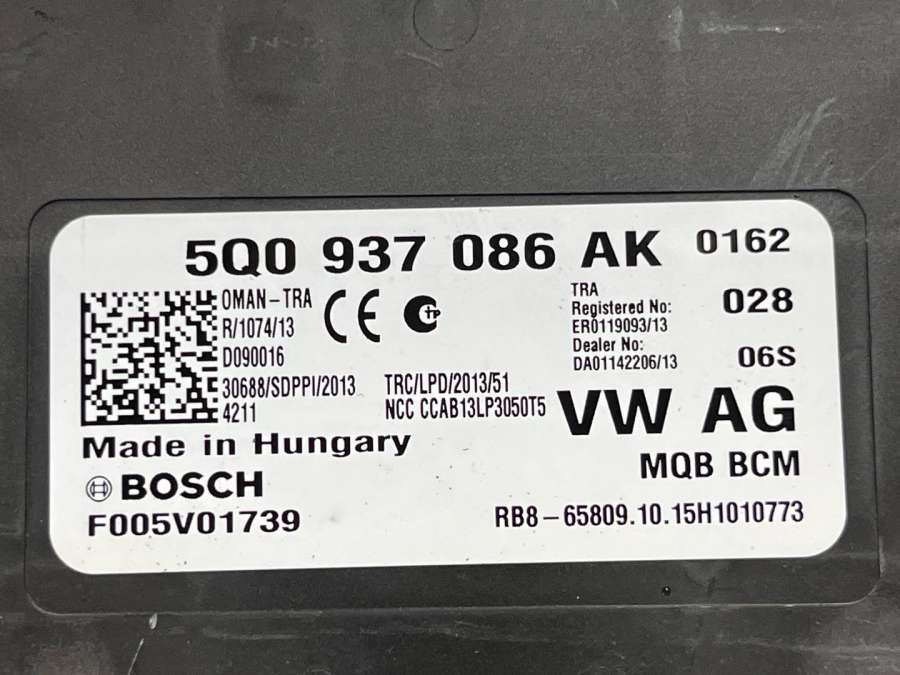 5Q0 937 086 AK 0162
OMAN-TRA
R/1074/13
D090016
CE
TP
TRA
Registered No:
ER0119093/13
Dealer No:
DA01142206/13
028
06S
30688/SDPPI/2013
4211
TRC/LPD/2013/51
NCC CCAB13LP3050T5
VW AG
Made in Hungary
MQB BCM
BOSCH
F005V01739
RB8-65809.10.15H1010773